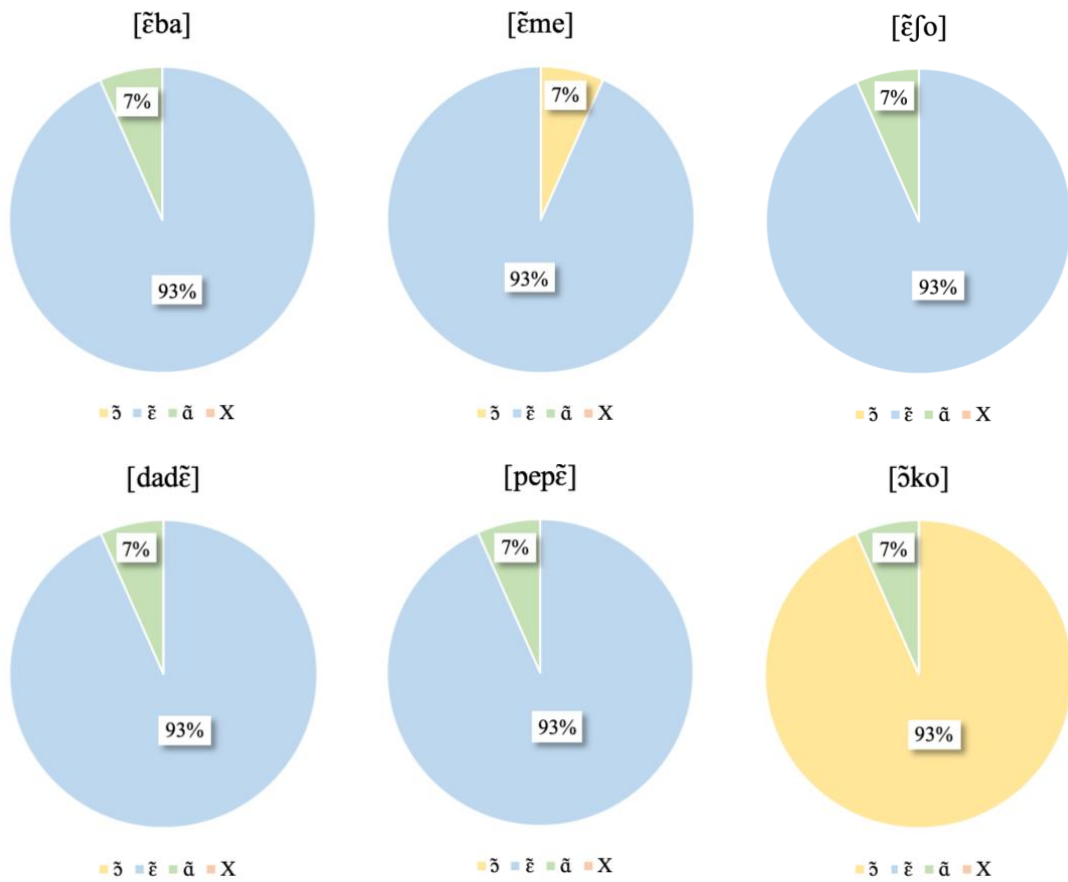 [ɛ̃ba] [ɛ̃me] [ɛ̃ʃo]
7% 7% 7%
93% 93% 93%
ɔ̃ ɛ̃ ɑ̃ X ɔ̃ ɛ̃ ɑ̃ X ɔ̃ ɛ̃ ɑ̃ X
[dadɛ̃] [pepɛ̃] [ɔ̃ko]
7% 7% 7%
93% 93% 93%
ɔ̃ ɛ̃ ɑ̃ X ɔ̃ ɛ̃ ɑ̃ X ɔ̃ ɛ̃ ɑ̃ X